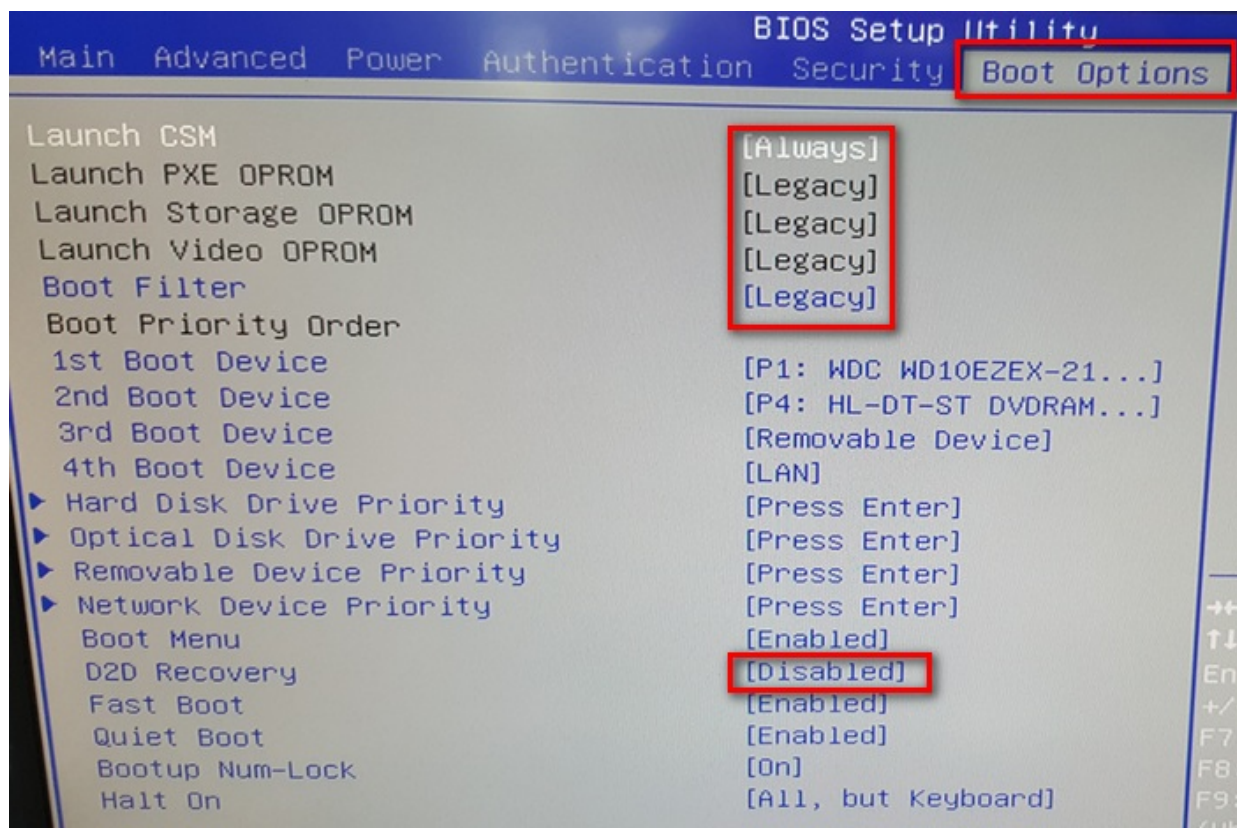 BIOS Setup Utility
Main Advanced Power Authentication Security Boot Options
Launch CSM [Always]
Launch PXE OPROM [Legacy]
Launch Storage OPROM [Legacy]
Launch Video OPROM [Legacy]
Boot Filter [Legacy]
Boot Priority Order
1st Boot Device [P1: WDC WD10EZEX-21...]
2nd Boot Device [P4: HL-DT-ST DVDRAM...]
3rd Boot Device [Removable Device]
4th Boot Device [LAN]
Hard Disk Drive Priority [Press Enter]
Optical Disk Drive Priority [Press Enter]
Removable Device Priority [Press Enter]
Network Device Priority [Press Enter]
Boot Menu [Enabled]
D2D Recovery [Disabled]
Fast Boot [Enabled]
Quiet Boot [Enabled]
Bootup Num-Lock [On]
Halt On [All, but Keyboard]
En
+/
F7
F8
F9: